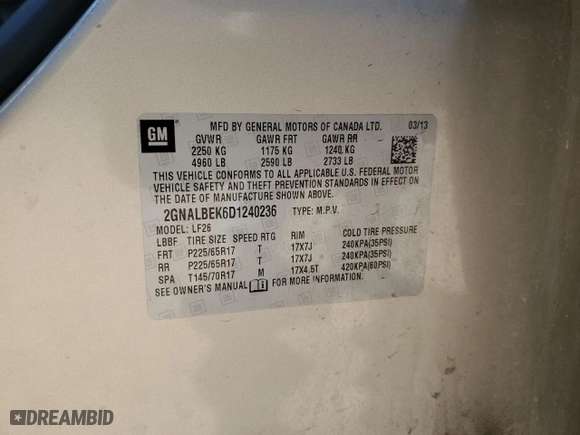 GM
MFD BY GENERAL MOTORS OF CANADA LTD. 03/13
GVWR GAWR FRT GAWR RR
2250 KG 1175 KG 1240 KG
4960 LB 2590 LB 2733 LB
THIS VEHICLE CONFORMS TO ALL APPLICABLE U.S. FEDERAL MOTOR
VEHICLE SAFETY AND THEFT PREVENTION STANDARDS IN EFFECT ON
THE DATE OF MANUFACTURE SHOWN ABOVE.
2GNALBEK6D1240236 TYPE: M.P.V.
MODEL: LF26
LBBF TIRE SIZE SPEED RTG RIM COLD TIRE PRESSURE
FRT P225/65R17 T 17X7J 240KPA(35PSI)
RR P225/65R17 T 17X7J 240KPA(35PSI)
SPA T145/70R17 M 17X4.5T 420KPA(60PSI)
SEE OWNER'S MANUAL FOR MORE INFORMATION.
DREAMBID